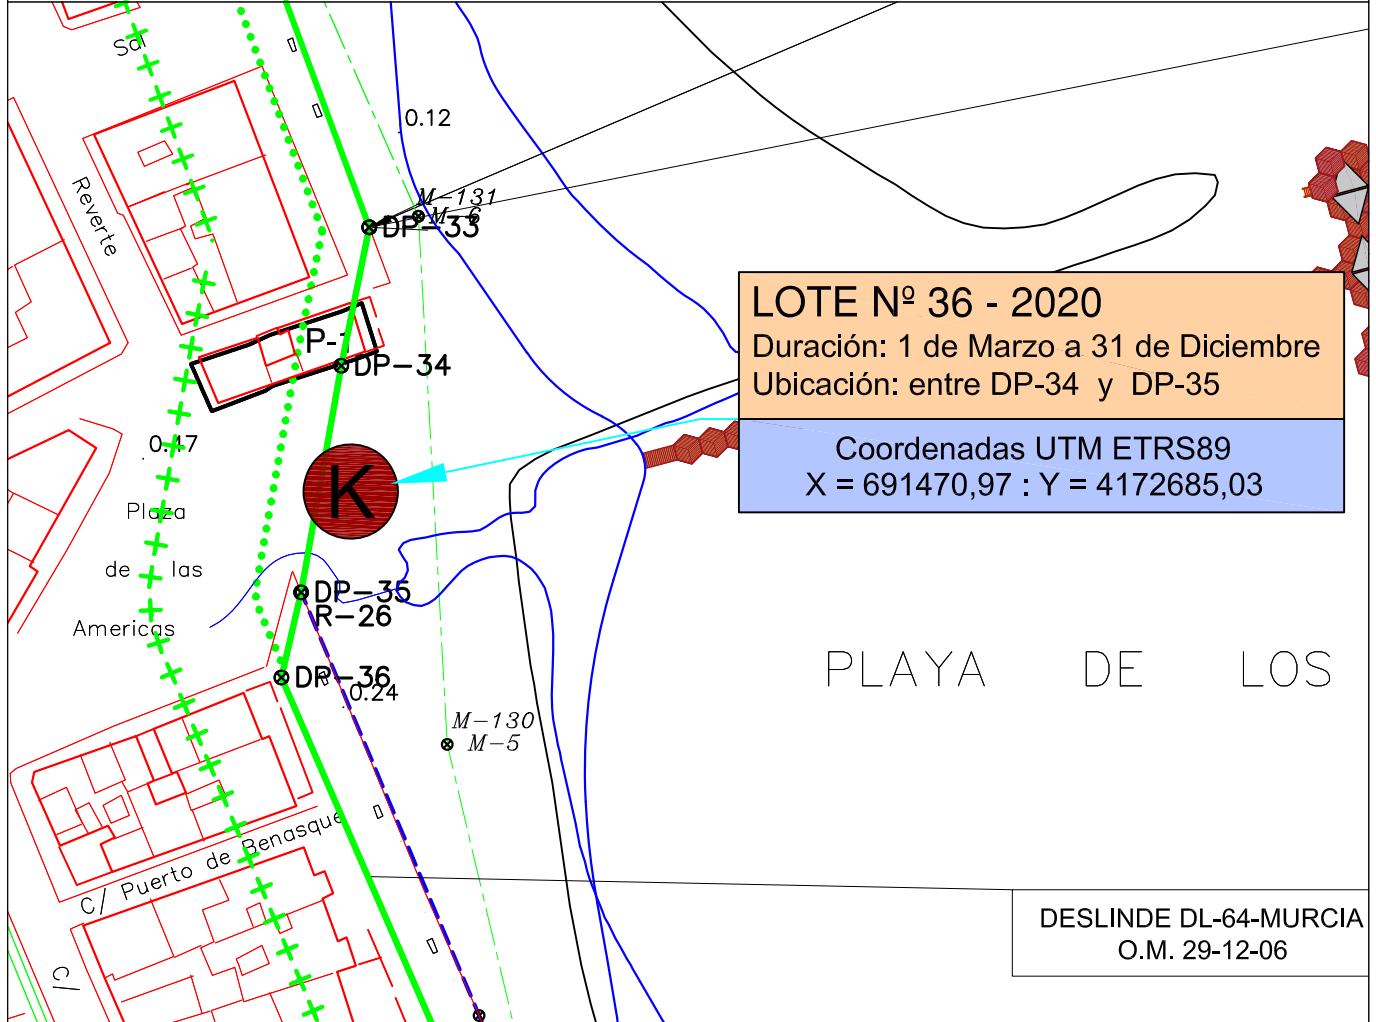 Sal
0.12
Reverte
M-131
M-6
DP-33
LOTE Nº 36 - 2020
Duración: 1 de Marzo a 31 de Diciembre
Ubicación: entre DP-34 y DP-35
Coordenadas UTM ETRS89
X = 691470,97 : Y = 4172685,03
P-1
DP-34
0.47
K
Plaza
de las
Americas
DP-35
R-26
DP-36
0.24
PLAYA DE LOS
M-130
M-5
C/ Puerto de Benasque
C/
DESLINDE DL-64-MURCIA
O.M. 29-12-06